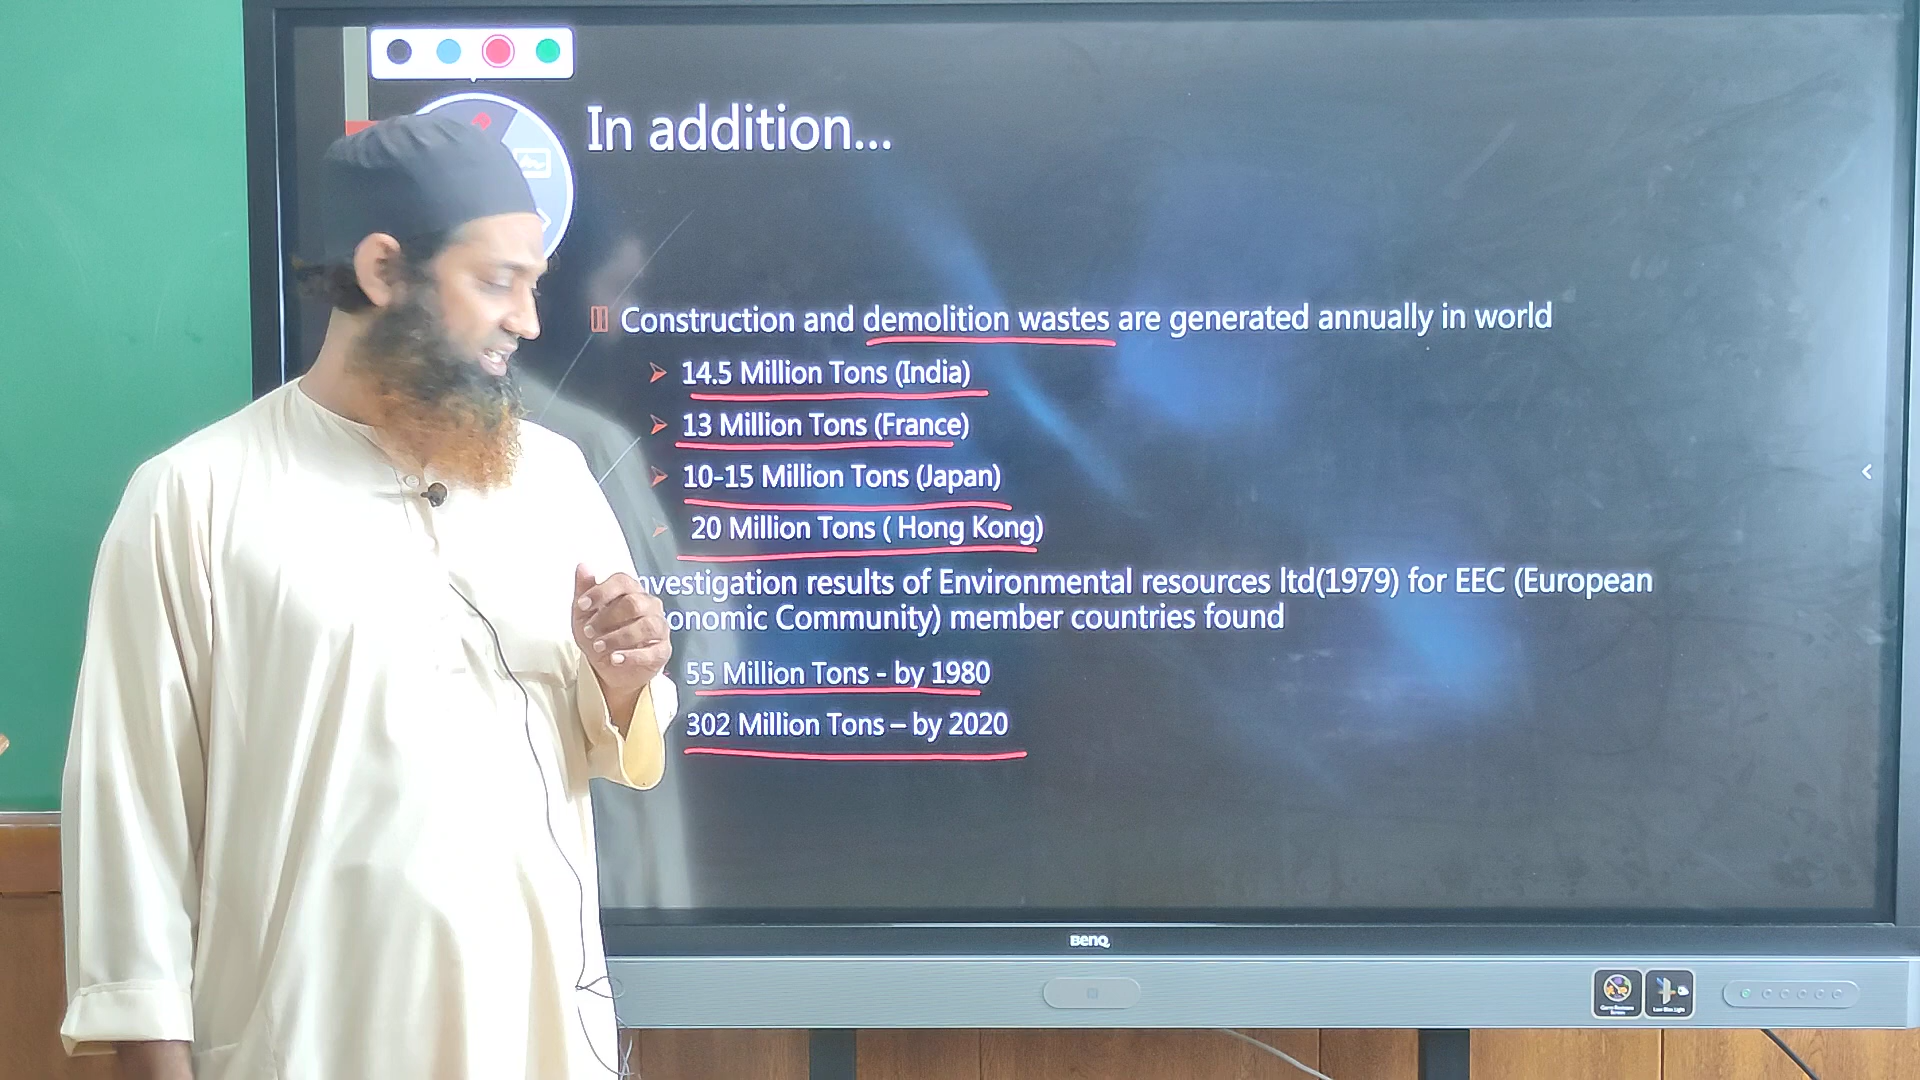 In addition...
Construction and demolition wastes are generated annually in world
14.5 Million Tons (India)
13 Million Tons (France)
10-15 Million Tons (Japan)
20 Million Tons ( Hong Kong)
nvestigation results of Environmental resources ltd(1979) for EEC (European
onomic Community) member countries found
55 Million Tons - by 1980
302 Million Tons – by 2020
BenQ